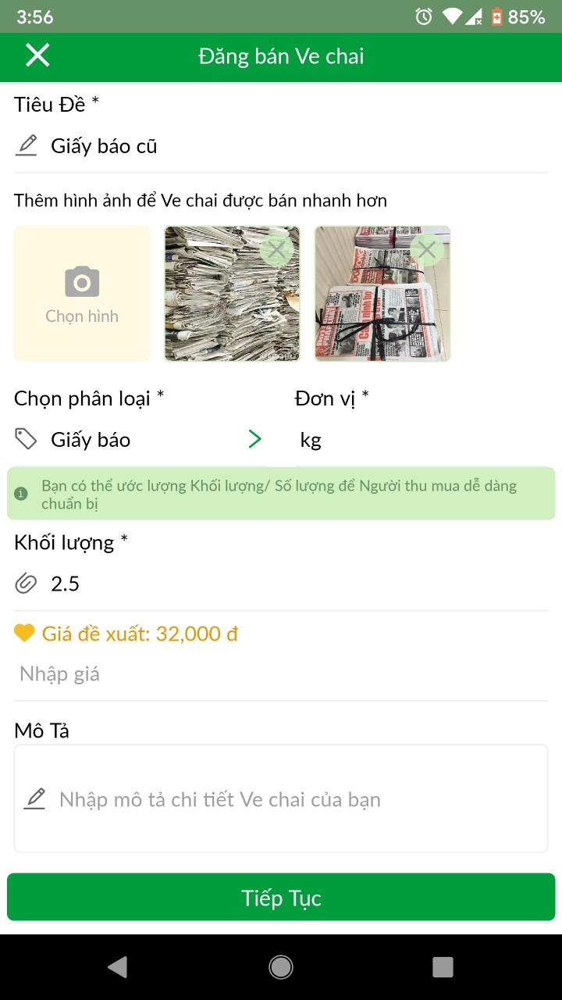 3:56
85%
Đăng bán Ve chai
Tiêu Đề *
Giấy báo cũ
Thêm hình ảnh để Ve chai được bán nhanh hơn
Chọn hình
Chọn phân loại *
Đơn vị *
Giấy báo
kg
Bạn có thể ước lượng Khối lượng/ Số lượng để Người thu mua dễ dàng
chuẩn bị
Khối lượng *
2.5
Giá đề xuất: 32,000 đ
Nhập giá
Mô Tả
Nhập mô tả chi tiết Ve chai của bạn
Tiếp Tục